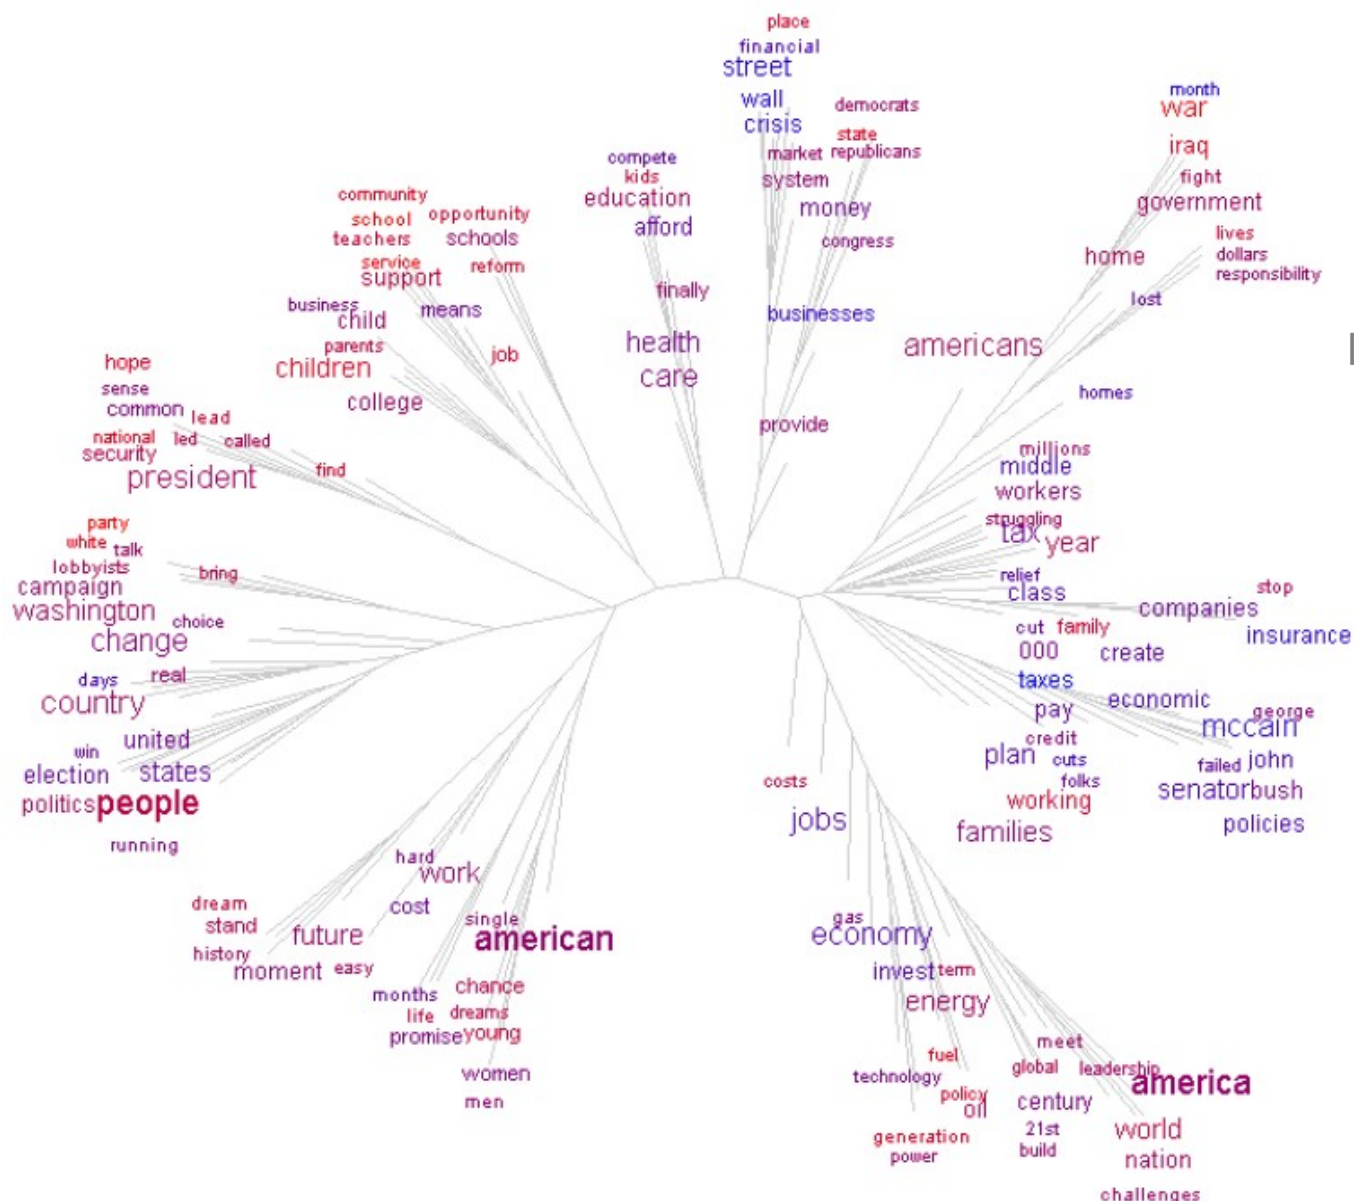 place
financial
street
wall
crisis
democrats
state
market republicans
system
money
congress
businesses
provide
month
war
iraq
fight
government
lives
home
dollars
responsibility
lost
americans
homes
compete
kids
education
afford
finally
health
care
community
school opportunity
teachers schools
service reform
support
business means
child
parents job
children
college
hope
sense
common lead
national led called
security
president find
party
white talk
lobbyists bring
campaign
washington choice
change
days real
country
win united
election states
politics people
running
millions
middle
workers
struggling
tax year
relief
class
stop
companies
insurance
cut family
000 create
taxes economic
pay george
credit mccain
plan cuts failed john
folks senator bush
working policies
families
costs
jobs
hard
work
cost
dream single
stand future american
history
moment easy
months chance
life dreams
promise young
women
men
gas
economy
invest term
energy
fuel
technology
policy
oil
generation
power
meet
global leadership
america
century
21st world
build nation
challenges